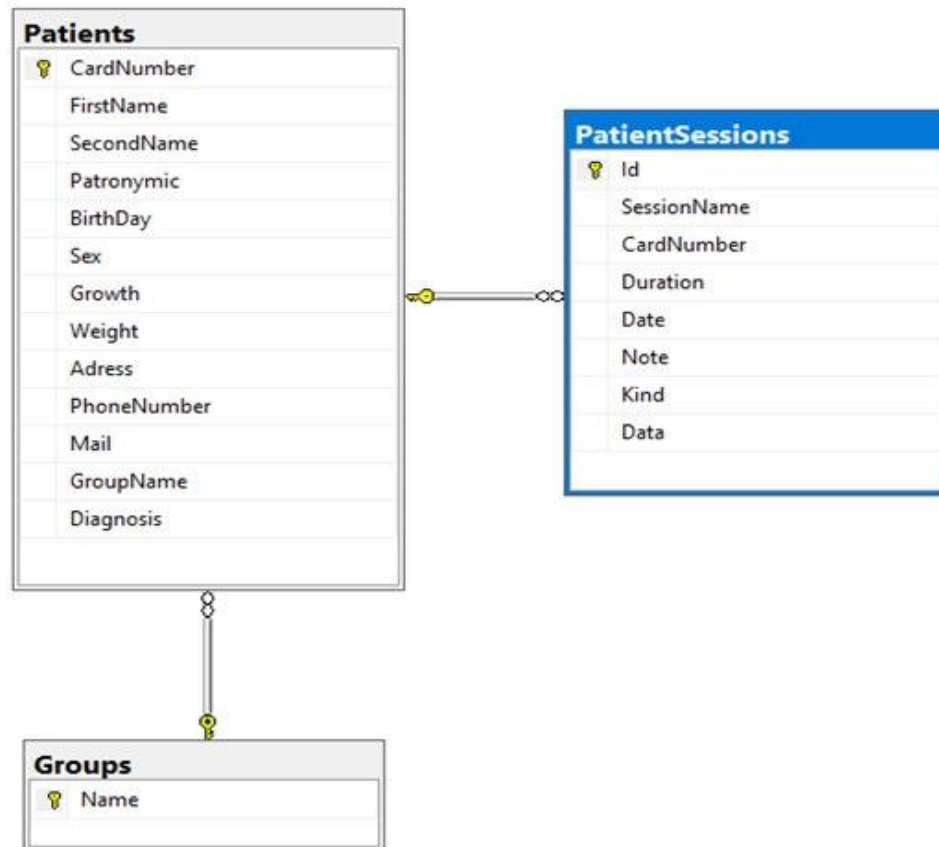 Patients
CardNumber
FirstName
SecondName
Patronymic
BirthDay
Sex
Growth
Weight
Adress
PhoneNumber
Mail
GroupName
Diagnosis
PatientSessions
Id
SessionName
CardNumber
Duration
Date
Note
Kind
Data
Groups
Name